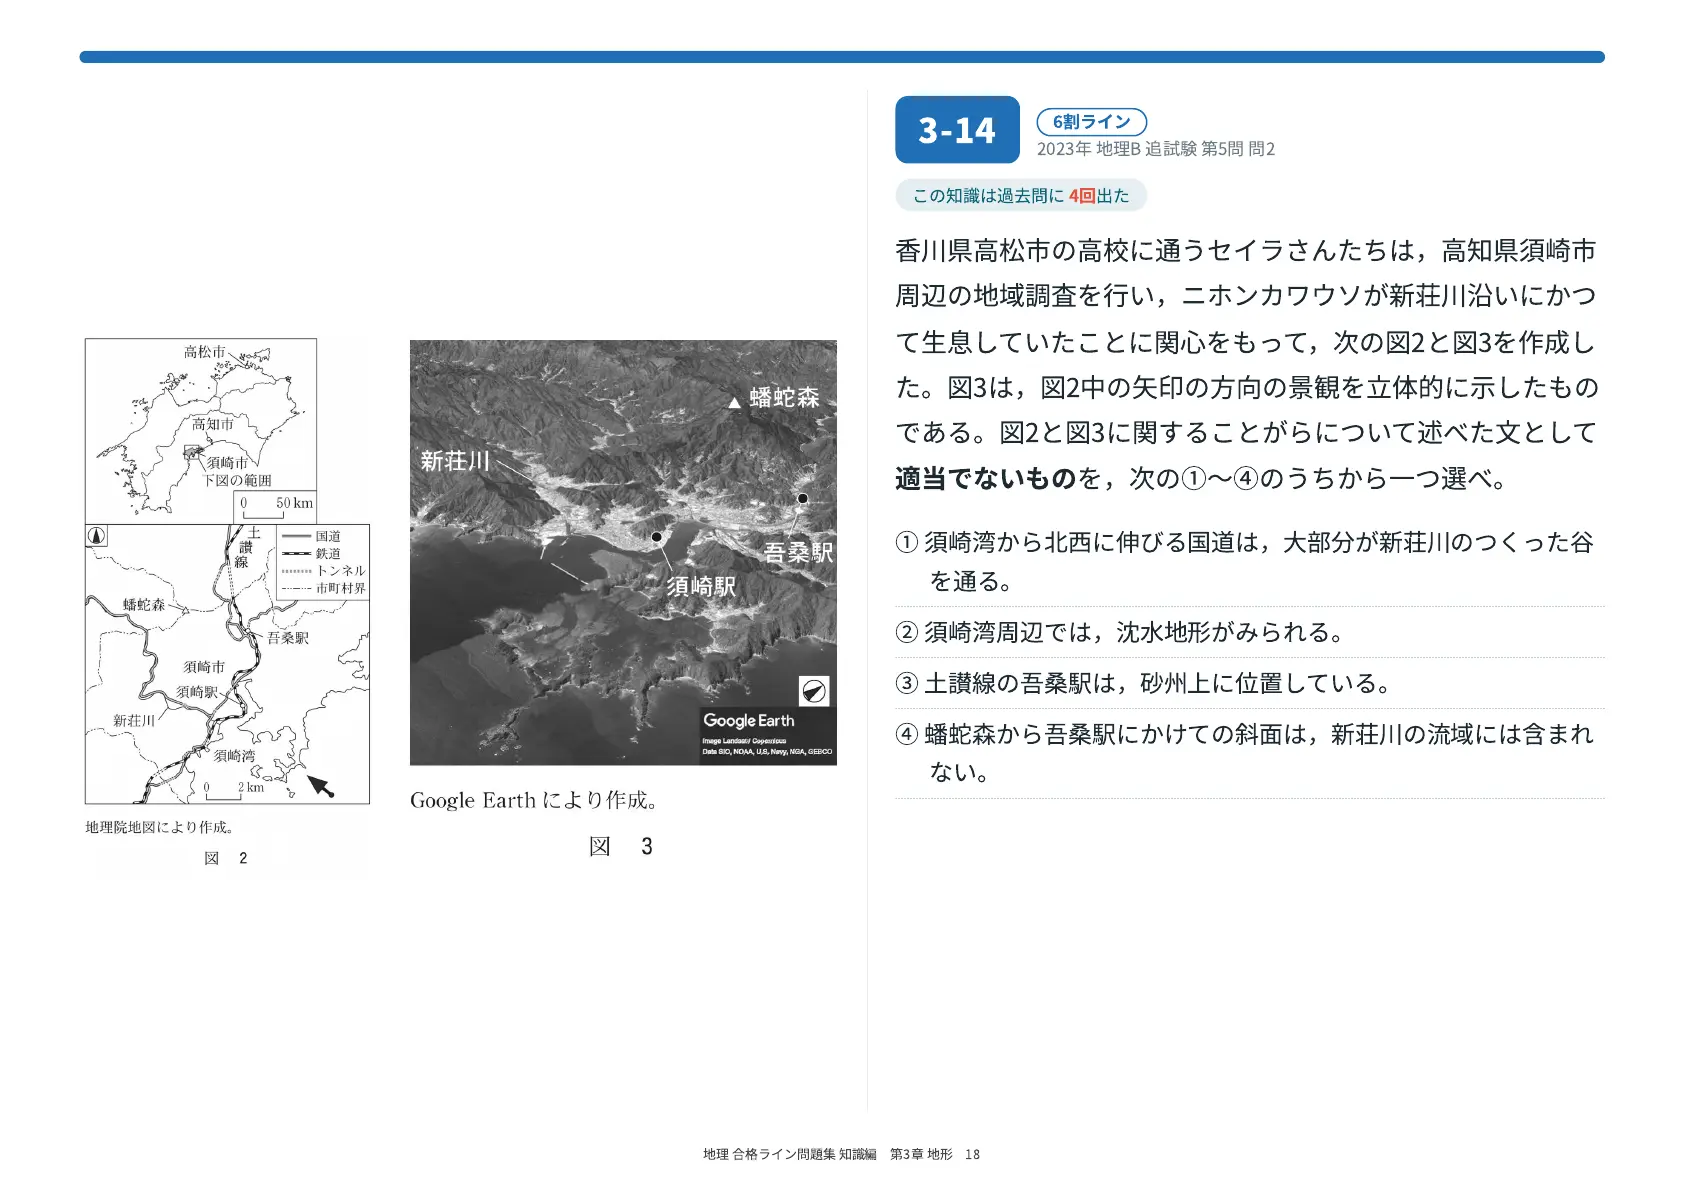 3-14
6割ライン
2023年 地理B 追試験 第5問 問2
この知識は過去問に 4回出た
香川県高松市の高校に通うセイラさんたちは，高知県須崎市
周辺の地域調査を行い，ニホンカワウソが新荘川沿いにかつ
て生息していたことに関心をもって，次の図2と図3を作成し
た。図3は，図2中の矢印の方向の景観を立体的に示したもの
である。図2と図3に関することがらについて述べた文として
適当でないものを，次の①～④のうちから一つ選べ。
① 須崎湾から北西に伸びる国道は，大部分が新荘川のつくった谷
を通る。
② 須崎湾周辺では，沈水地形がみられる。
③ 土讃線の吾桑駅は，砂州上に位置している。
④ 蟠蛇森から吾桑駅にかけての斜面は，新荘川の流域には含まれ
ない。
高松市
高知市
須崎市
下図の範囲
0 50 km
土讃線
国道
鉄道
トンネル
市町村界
蟠蛇森
吾桑駅
須崎市
須崎駅
新荘川
須崎湾
0 2 km
地理院地図により作成。
図 2
蟠蛇森
新荘川
吾桑駅
須崎駅
Google Earth
Image Landsat/ Copernicus
Data SIO, NOAA, U.S. Navy, NGA, GEBCO
Google Earth により作成。
図 3
地理 合格ライン問題集 知識編 第3章 地形 18